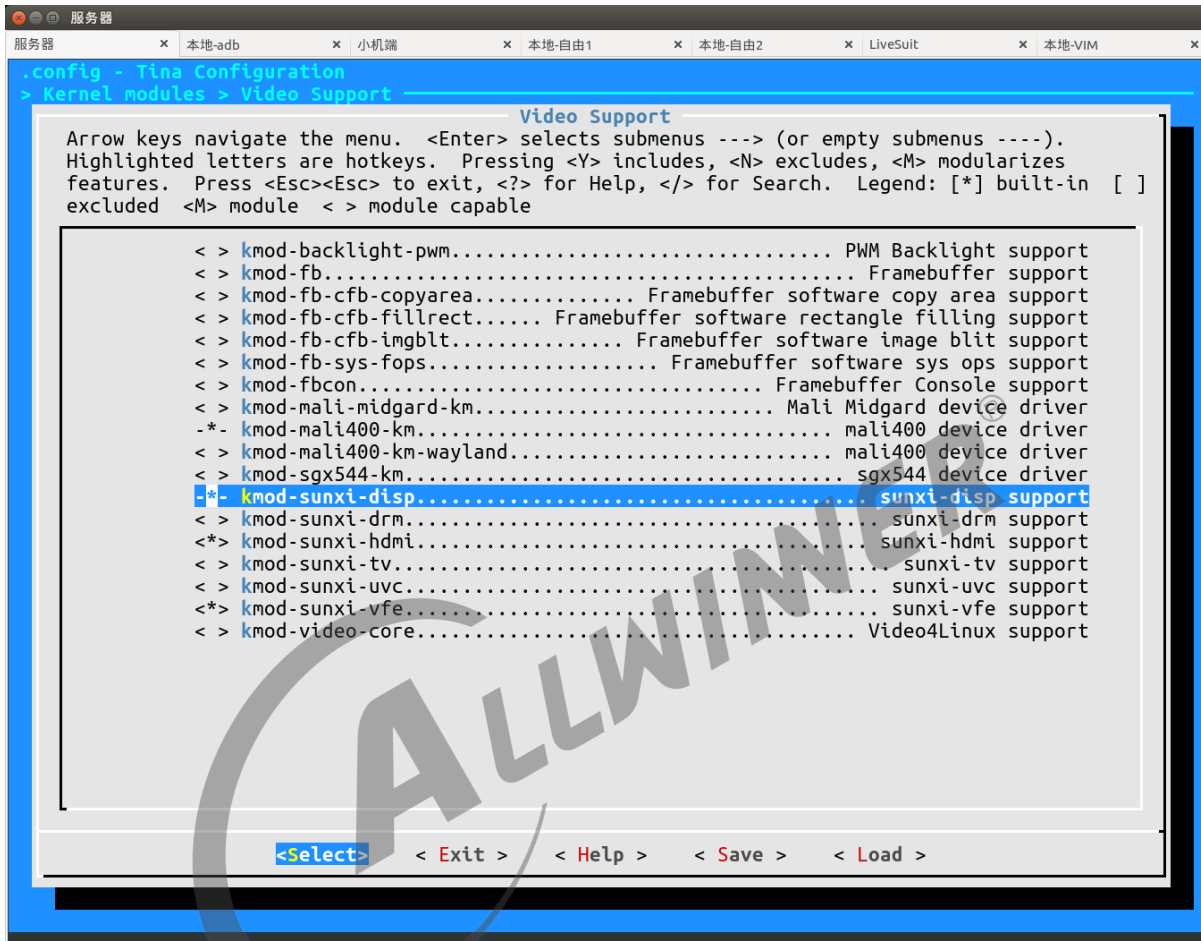 服务器
服务器 × 本地-adb × 小机端 × 本地-自由1 × 本地-自由2 × LiveSuit × 本地-VIM ×
.config - Tina Configuration
> Kernel modules > Video Support
Video Support
Arrow keys navigate the menu.  <Enter> selects submenus ---> (or empty submenus ----).
Highlighted letters are hotkeys.  Pressing <Y> includes, <N> excludes, <M> modularizes
features.  Press <Esc><Esc> to exit, <?> for Help, </> for Search.  Legend: [*] built-in  [ ]
excluded  <M> module  < > module capable
< > kmod-backlight-pwm................................. PWM Backlight support
< > kmod-fb.............................................. Framebuffer support
< > kmod-fb-cfb-copyarea.............. Framebuffer software copy area support
< > kmod-fb-cfb-fillrect...... Framebuffer software rectangle filling support
< > kmod-fb-cfb-imgblt............... Framebuffer software image blit support
< > kmod-fb-sys-fops.................... Framebuffer software sys ops support
< > kmod-fbcon................................... Framebuffer Console support
< > kmod-mali-midgard-km.......................... Mali Midgard device driver
-*- kmod-mali400-km.................................... mali400 device driver
< > kmod-mali400-km-wayland............................ mali400 device driver
< > kmod-sgx544-km...................................... sgx544 device driver
-*- kmod-sunxi-disp....................................... sunxi-disp support
< > kmod-sunxi-drm......................................... sunxi-drm support
<*> kmod-sunxi-hdmi....................................... sunxi-hdmi support
< > kmod-sunxi-tv........................................... sunxi-tv support
< > kmod-sunxi-uvc......................................... sunxi-uvc support
<*> kmod-sunxi-vfe......................................... sunxi-vfe support
< > kmod-video-core...................................... Video4Linux support
ALLWINNER®
<Select>    < Exit >    < Help >    < Save >    < Load >